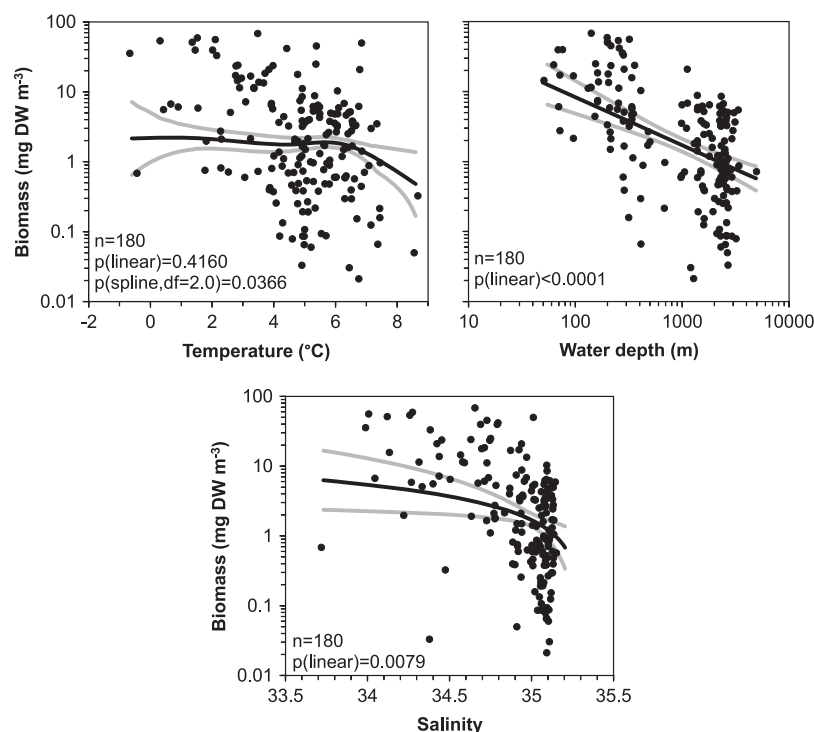 100
10
1
0.1
0.01
Biomass (mg DW m-3)
n=180
p(linear)=0.4160
p(spline,df=2.0)=0.0366
-2 0 2 4 6 8
Temperature (°C)
n=180
p(linear)<0.0001
10 100 1000 10000
Water depth (m)
100
10
1
0.1
0.01
Biomass (mg DW m-3)
n=180
p(linear)=0.0079
33.5 34 34.5 35 35.5
Salinity